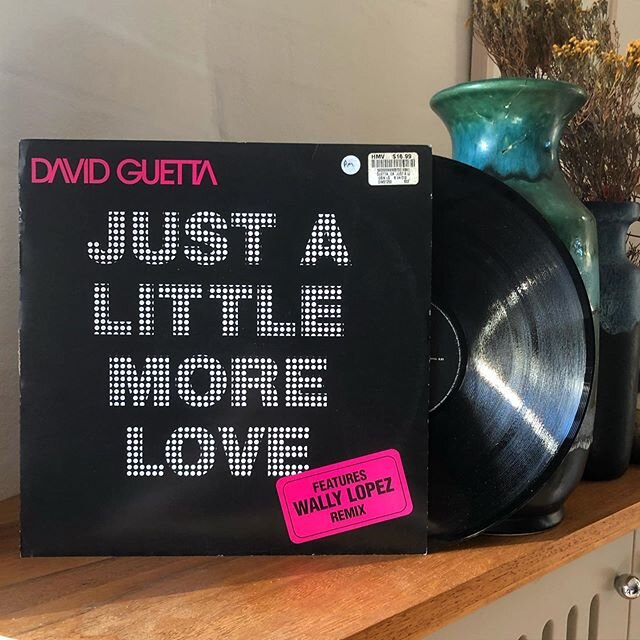 DAVID GUETTA
HMV $16.99
JUST A
LITTLE
MORE
LOVE
FEATURES
WALLY LOPEZ
REMIX